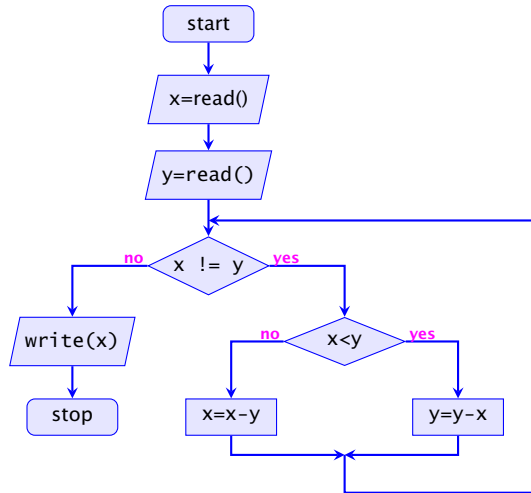 start
x=read()
y=read()
no
x != y
yes
write(x)
no
x<y
yes
stop
x=x-y
y=y-x